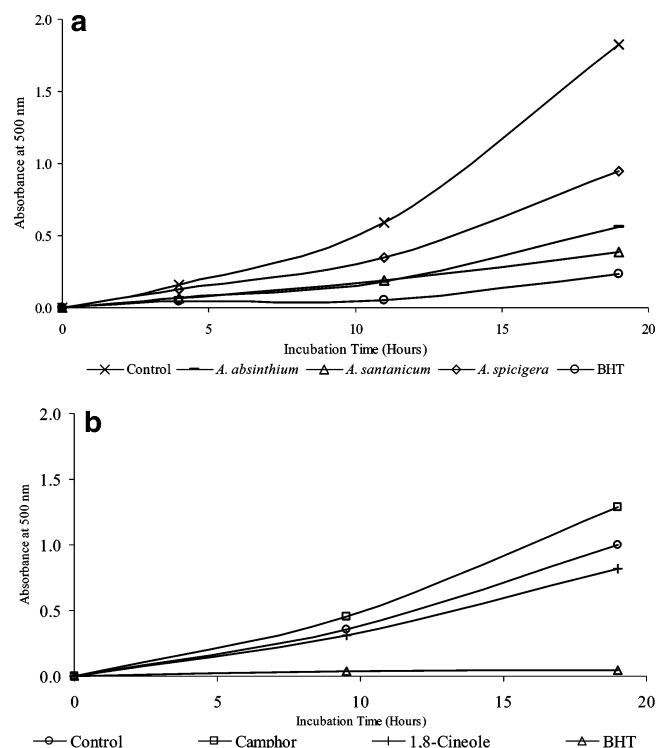 a
2.0
1.5
1.0
0.5
0.0
Absorbance at 500 nm
0 5 10 15 20
Incubation Time (Hours)
Control A. absinthium A. santanicum A. spicigera BHT
b
2.0
1.5
1.0
0.5
0.0
Absorbance at 500 nm
0 5 10 15 20
Incubation Time (Hours)
Control Camphor 1,8-Cineole BHT